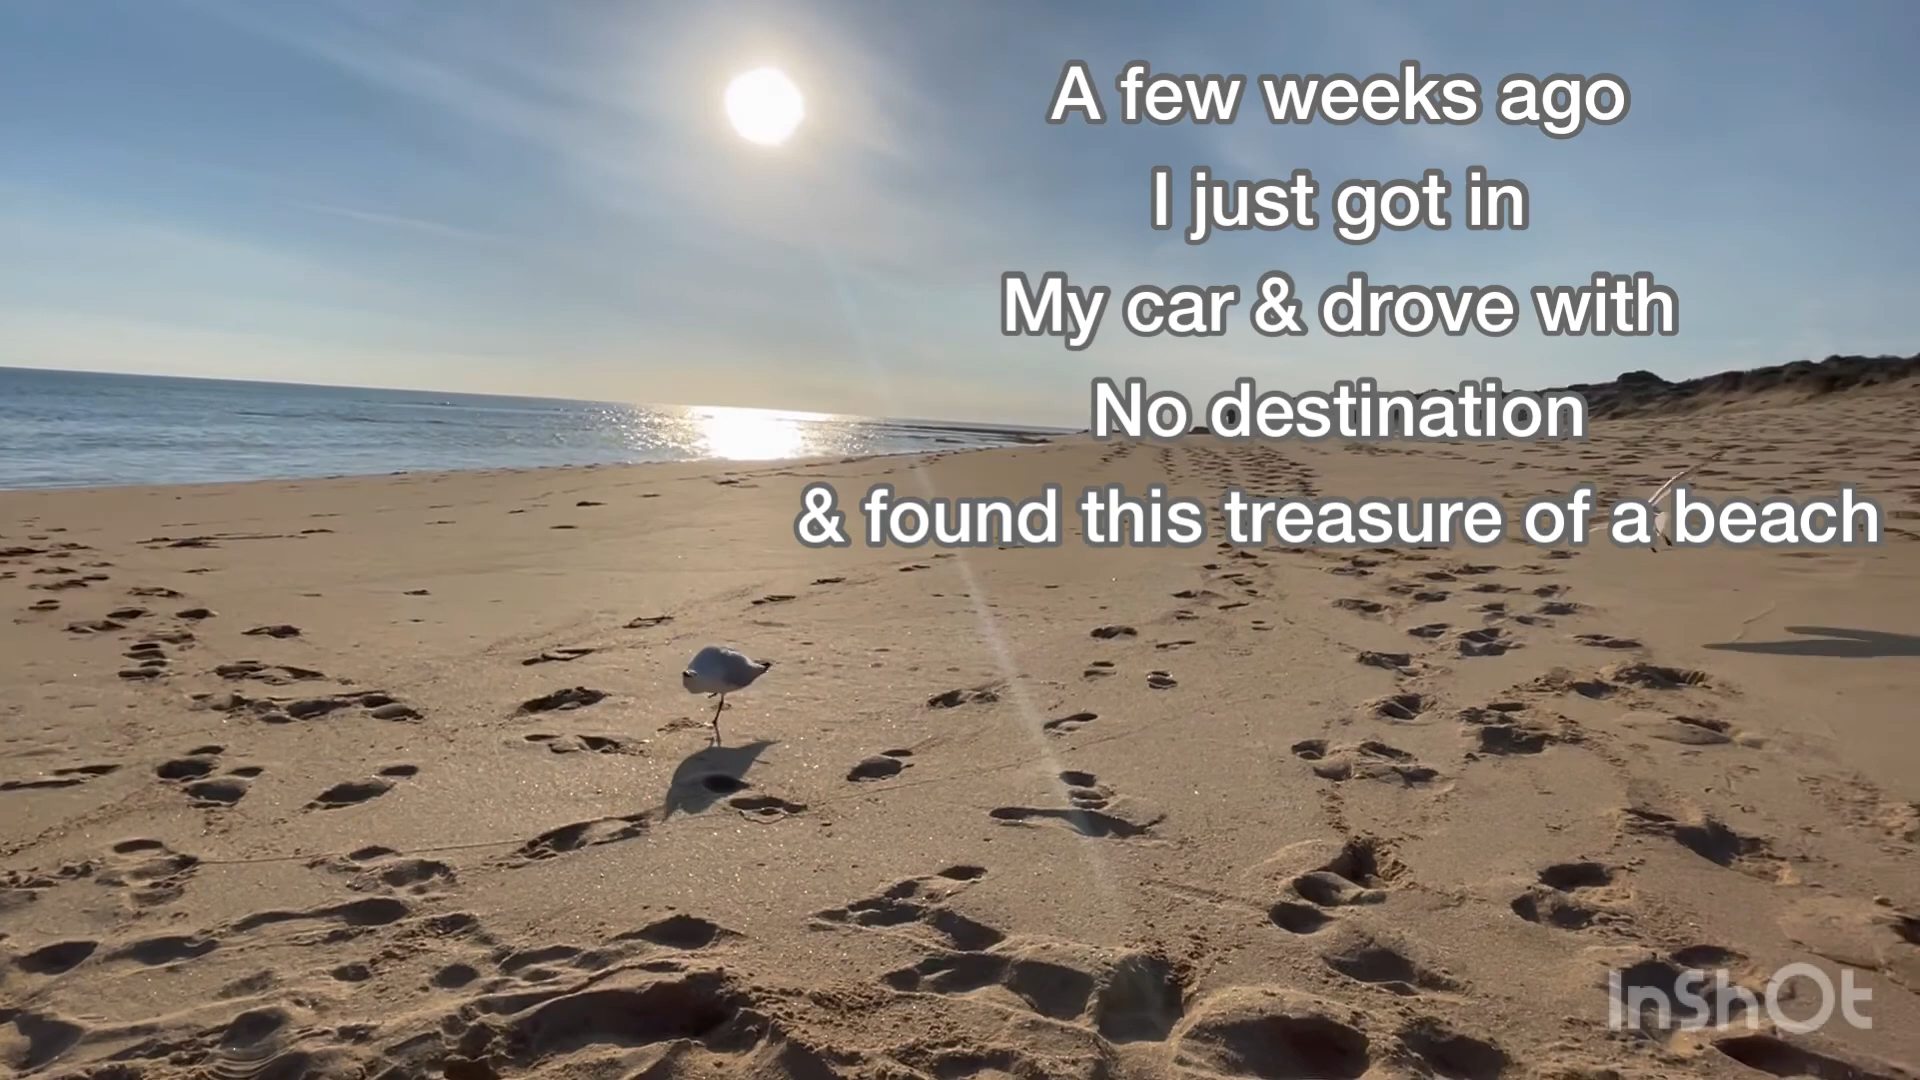 A few weeks ago
I just got in
My car & drove with
No destination
& found this treasure of a beach
InShOt